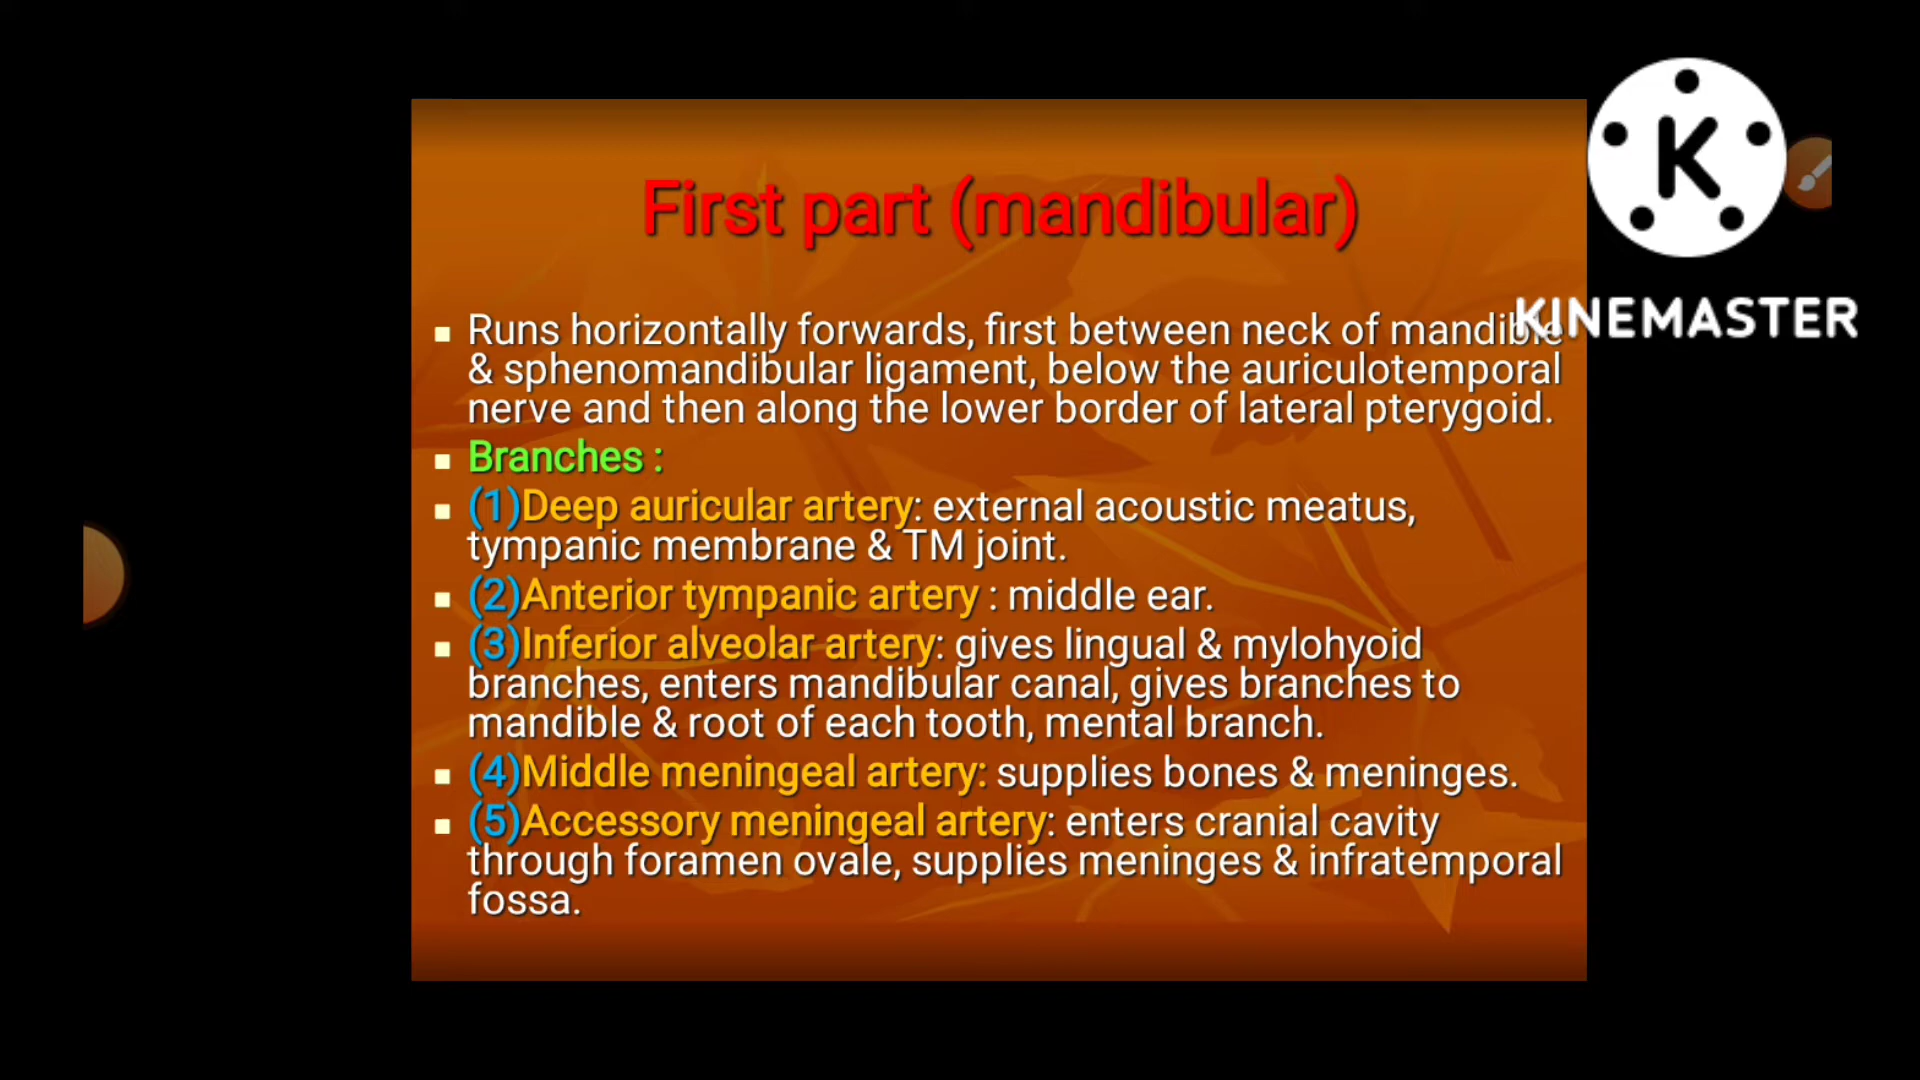 First part (mandibular)
Runs horizontally forwards, first between neck of mandible
& sphenomandibular ligament, below the auriculotemporal
nerve and then along the lower border of lateral pterygoid.
Branches :
(1)Deep auricular artery: external acoustic meatus,
tympanic membrane & TM joint.
(2)Anterior tympanic artery : middle ear.
(3)Inferior alveolar artery: gives lingual & mylohyoid
branches, enters mandibular canal, gives branches to
mandible & root of each tooth, mental branch.
(4)Middle meningeal artery: supplies bones & meninges.
(5)Accessory meningeal artery: enters cranial cavity
through foramen ovale, supplies meninges & infratemporal
fossa.
K
KINEMASTER